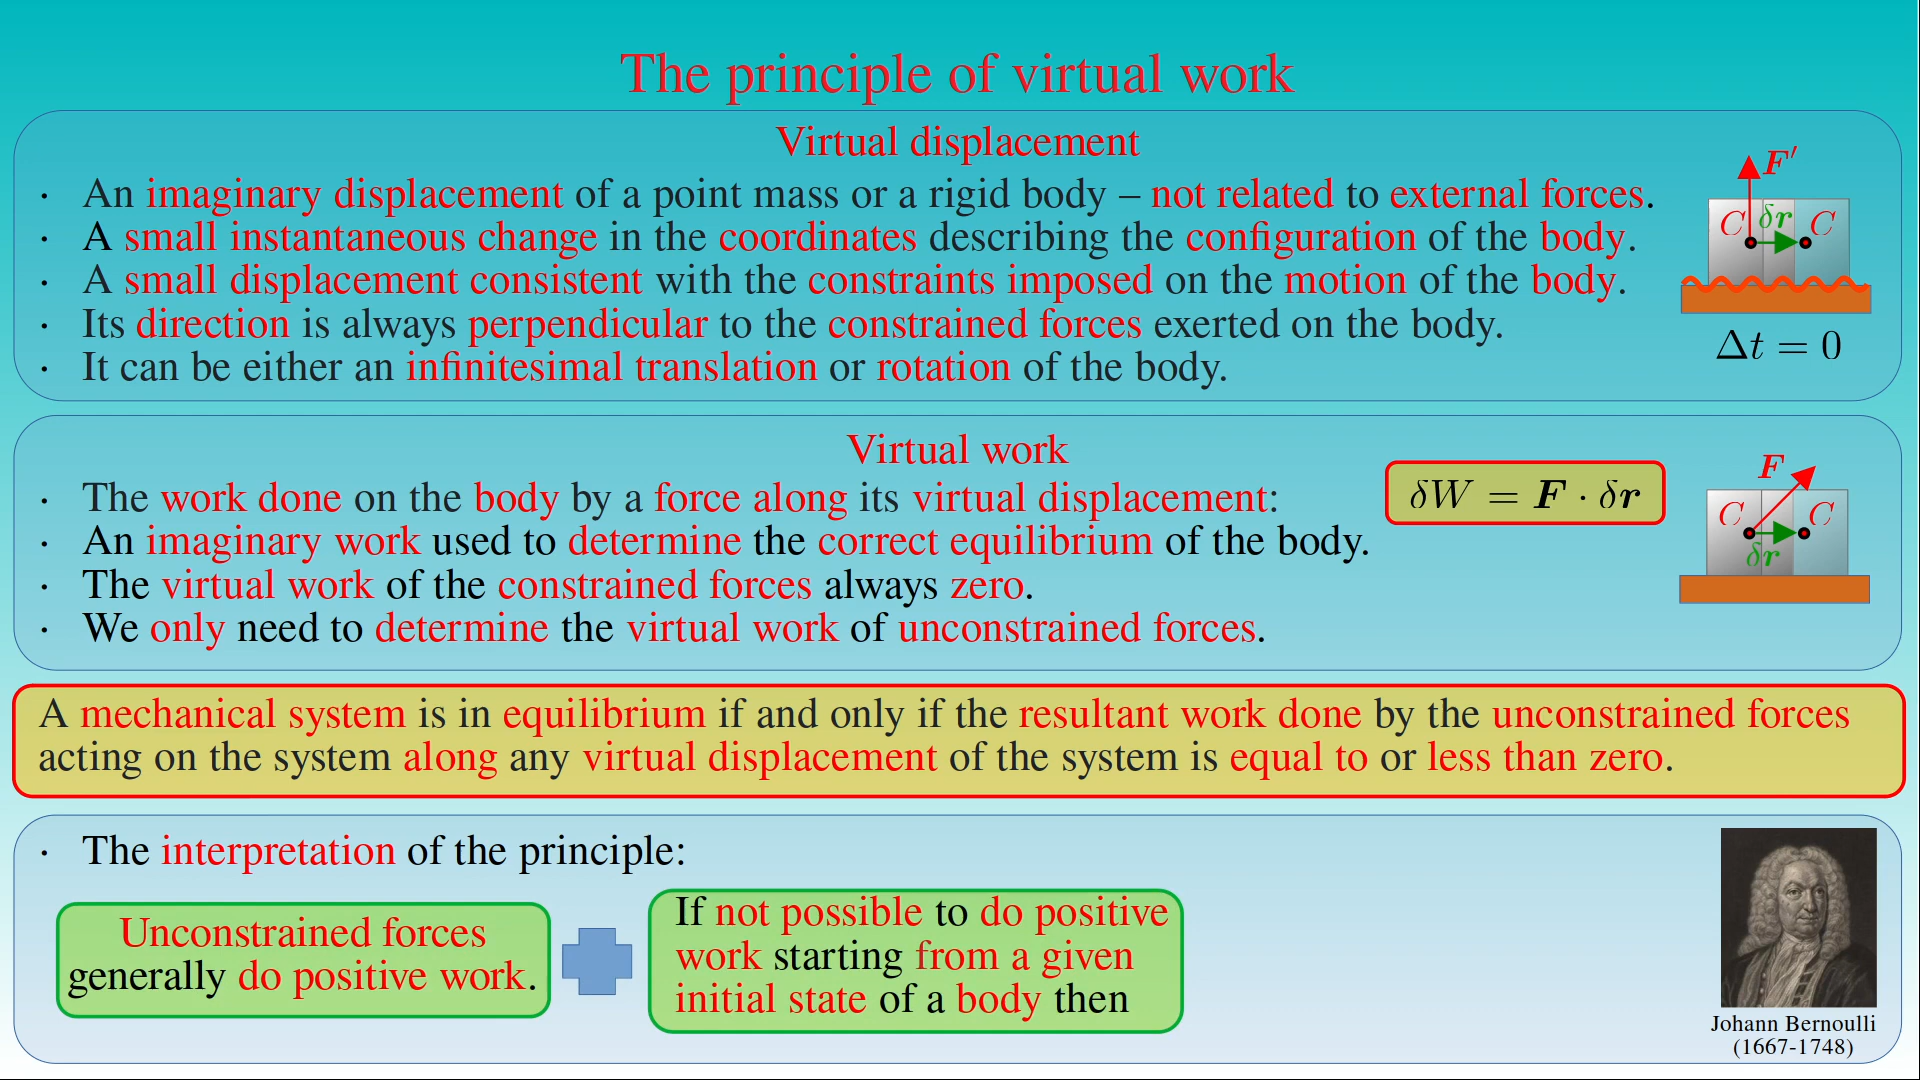 The principle of virtual work
Virtual displacement
· An imaginary displacement of a point mass or a rigid body – not related to external forces.
· A small instantaneous change in the coordinates describing the configuration of the body.
· A small displacement consistent with the constraints imposed on the motion of the body.
· Its direction is always perpendicular to the constrained forces exerted on the body.
· It can be either an infinitesimal translation or rotation of the body.
F′
C δr C
Δt = 0
Virtual work
· The work done on the body by a force along its virtual displacement:
δW = F · δr
· An imaginary work used to determine the correct equilibrium of the body.
· The virtual work of the constrained forces always zero.
· We only need to determine the virtual work of unconstrained forces.
F
C C
δr
A mechanical system is in equilibrium if and only if the resultant work done by the unconstrained forces
acting on the system along any virtual displacement of the system is equal to or less than zero.
· The interpretation of the principle:
Unconstrained forces
generally do positive work.
If not possible to do positive
work starting from a given
initial state of a body then
Johann Bernoulli
(1667-1748)